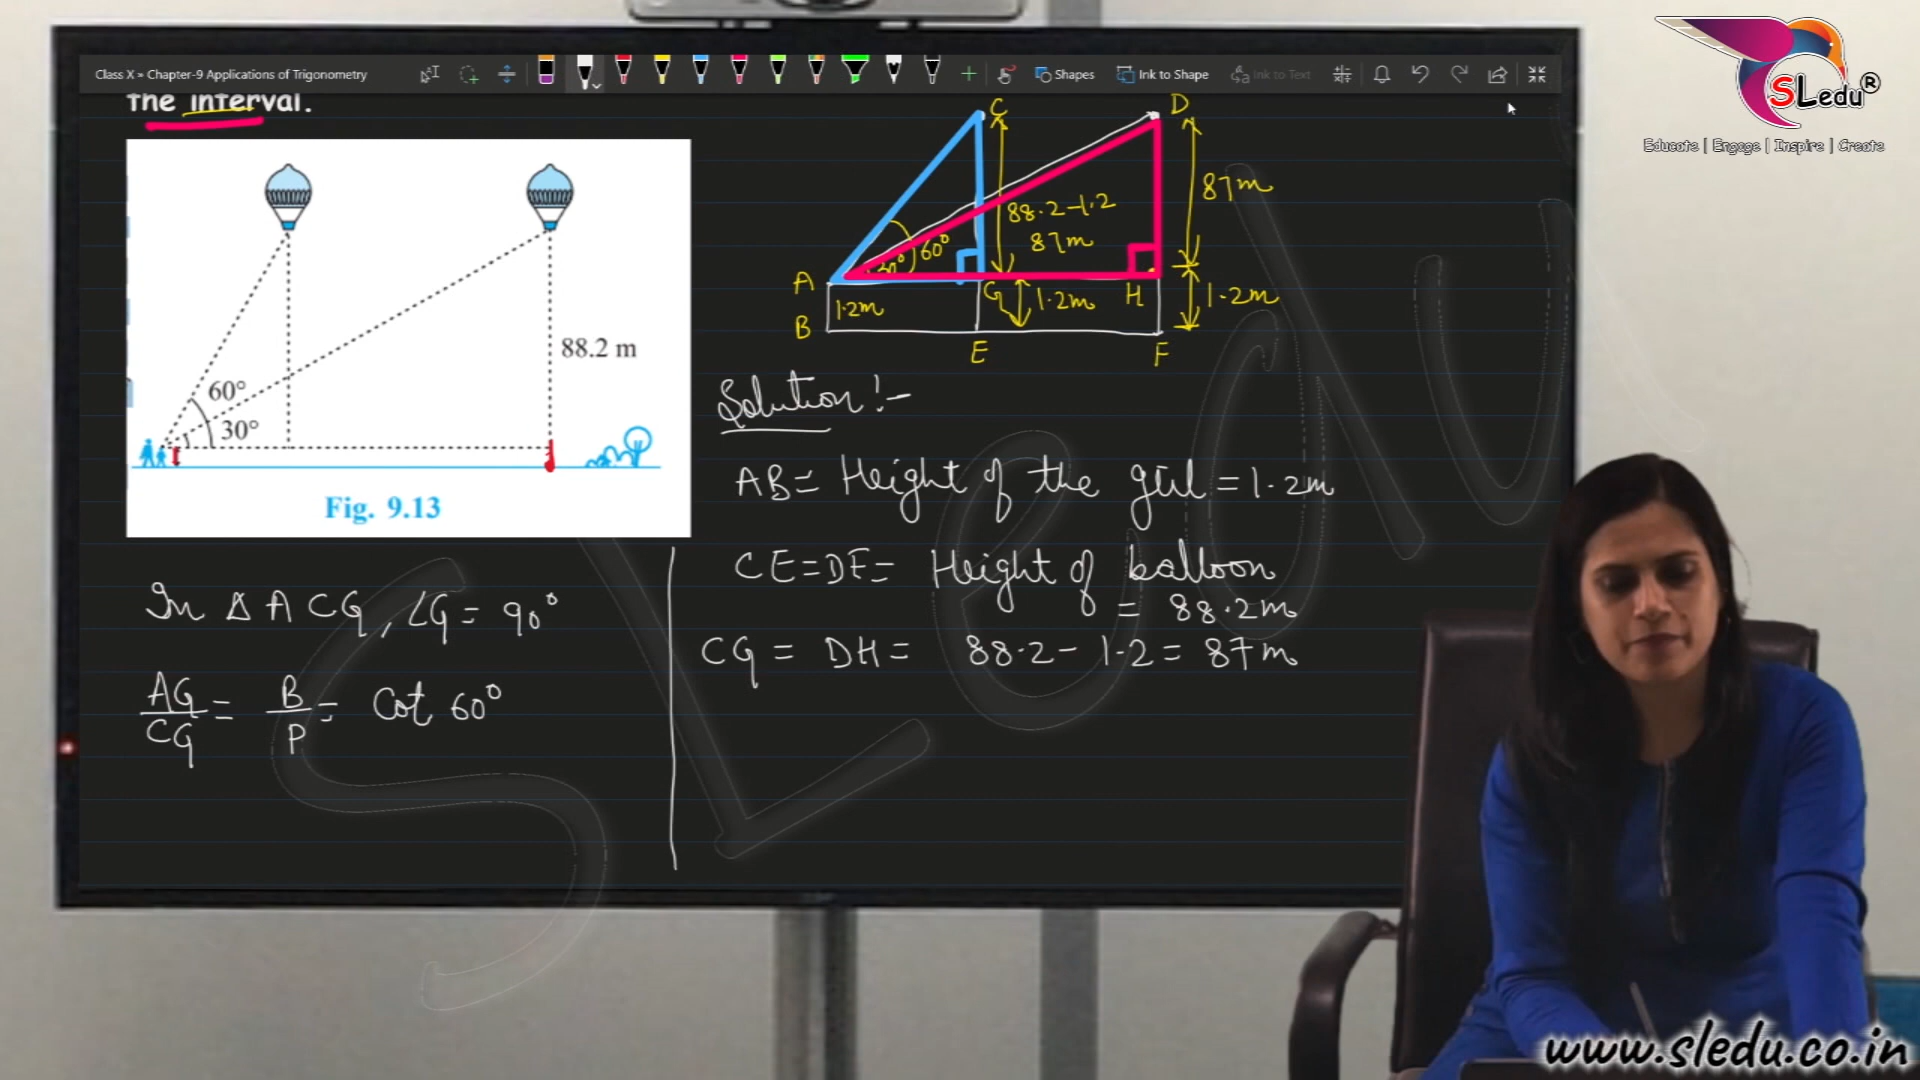 Class X » Chapter-9 Applications of Trigonometry
Shapes
Ink to Shape
Ink to Text
the interval.
60°
30°
88.2 m
Fig. 9.13
C
D
88.2-1.2
87m
87m
60°
30°
A
G
H
1.2m
1.2m
1.2m
B
E
F
Solution:-
AB= Height of the girl = 1.2m
CE=DF= Height of balloon
= 88.2m
CG = DH = 88.2 - 1.2 = 87m
In Δ ACG, ∠G = 90°
AG/CG = B/P = Cot 60°
SLedu
SLedu®
Educate | Engage | Inspire | Create
www.sledu.co.in